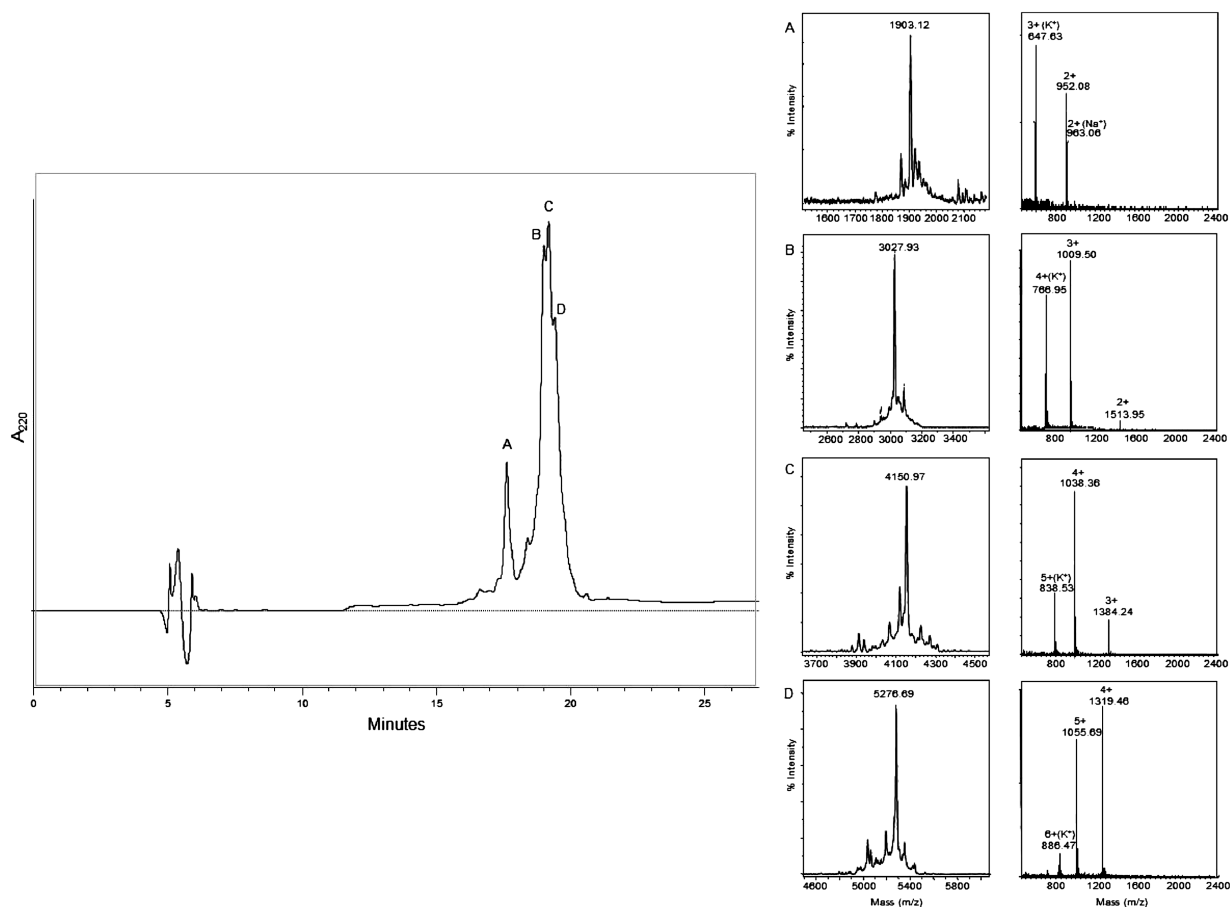 A
B
C
D
A220
0 5 10 15 20 25
Minutes
A
1903.12
% Intensity
1500 1600 1700 1800 1900 2000 2100
3+ (K+)
647.63
2+
952.08
2+ (Na+)
963.06
800 1200 1600 2000 2400
B
3027.93
% Intensity
2600 2800 3000 3200 3400
3+
1009.50
4+(K+)
766.95
2+
1513.95
800 1200 1600 2000 2400
C
4150.97
% Intensity
3700 3900 4100 4300 4500
4+
1038.36
5+(K+)
838.53
3+
1384.24
800 1200 1600 2000 2400
D
5276.69
% Intensity
4600 5000 5400 5800
Mass (m/z)
4+
1319.46
5+
1055.69
6+(K+)
886.47
800 1200 1600 2000 2400
Mass (m/z)